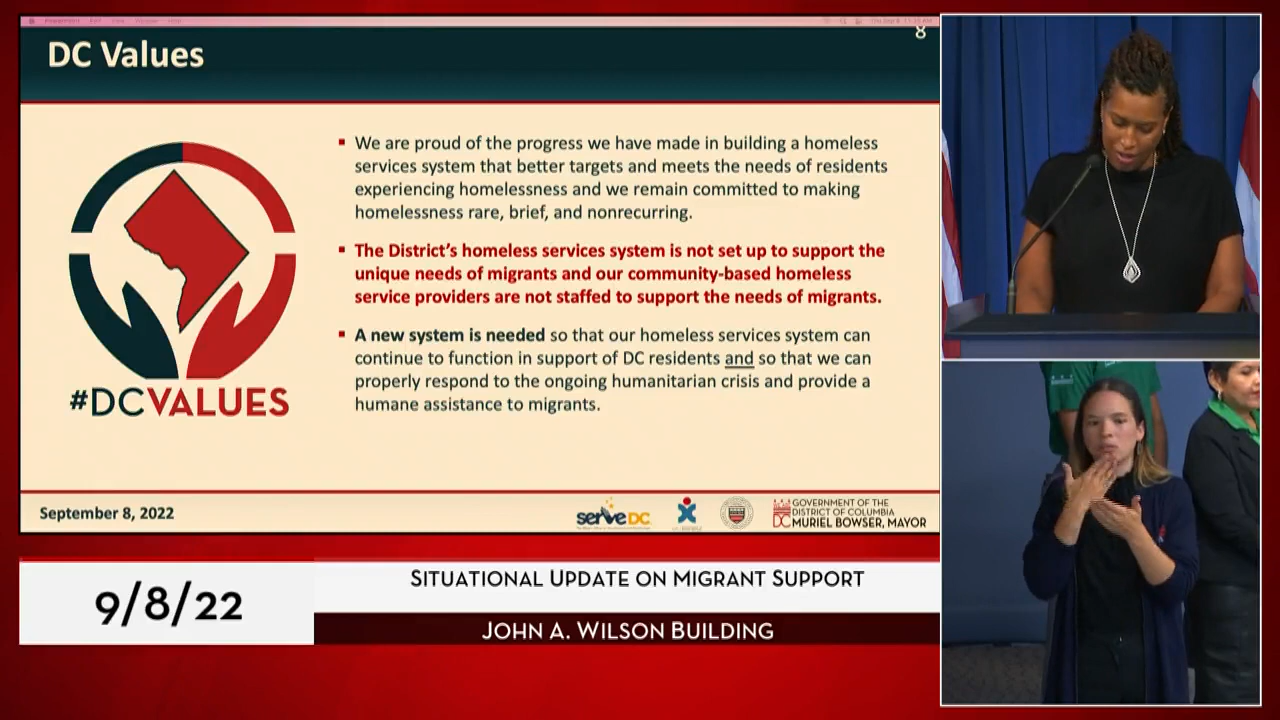 8
DC Values
▪ We are proud of the progress we have made in building a homeless
services system that better targets and meets the needs of residents
experiencing homelessness and we remain committed to making
homelessness rare, brief, and nonrecurring.
▪ The District's homeless services system is not set up to support the
unique needs of migrants and our community-based homeless
service providers are not staffed to support the needs of migrants.
▪ A new system is needed so that our homeless services system can
continue to function in support of DC residents and so that we can
properly respond to the ongoing humanitarian crisis and provide a
humane assistance to migrants.
#DCVALUES
September 8, 2022
serveDC
GOVERNMENT OF THE
DISTRICT OF COLUMBIA
DC MURIEL BOWSER, MAYOR
9/8/22
SITUATIONAL UPDATE ON MIGRANT SUPPORT
JOHN A. WILSON BUILDING